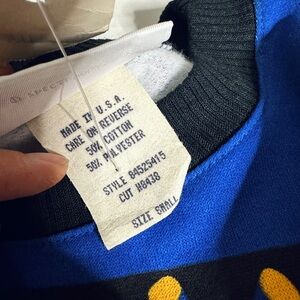 MADE IN U.S.A.
CARE ON REVERSE
50% COTTON
50% POLYESTER
STYLE 84525415
CUT H8438
SIZE SMALL